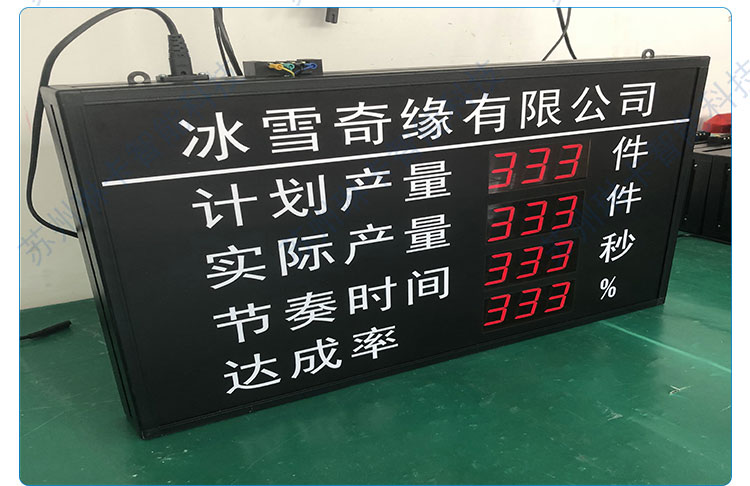 冰雪奇缘有限公司
计划产量 333 件
实际产量 333 件
节奏时间 333 秒
达成率 333 %